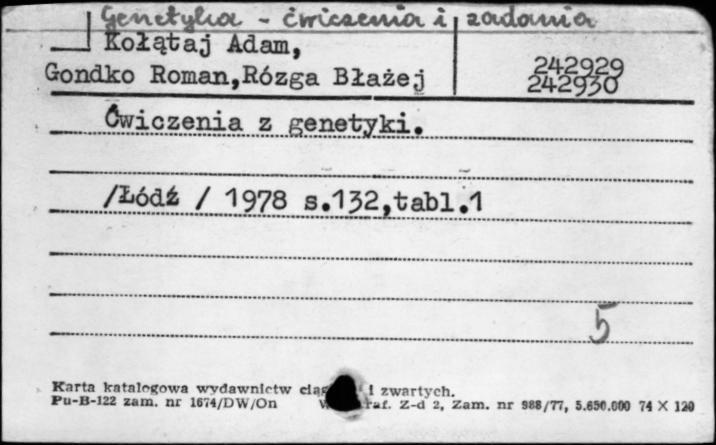 Genetyka - ćwiczenia i zadania
Kołątaj Adam,
Gondko Roman,Rózga Błażej
242929
242930
Ćwiczenia z genetyki.
/Łódź / 1978 s.132,tabl.1
5
Karta katalogowa wydawnictw i zwartych.
Pu-B-122 zam. nr 1674/DW/On Z-d 2, Zam. nr 988/77, 5.650.000 74 X 120